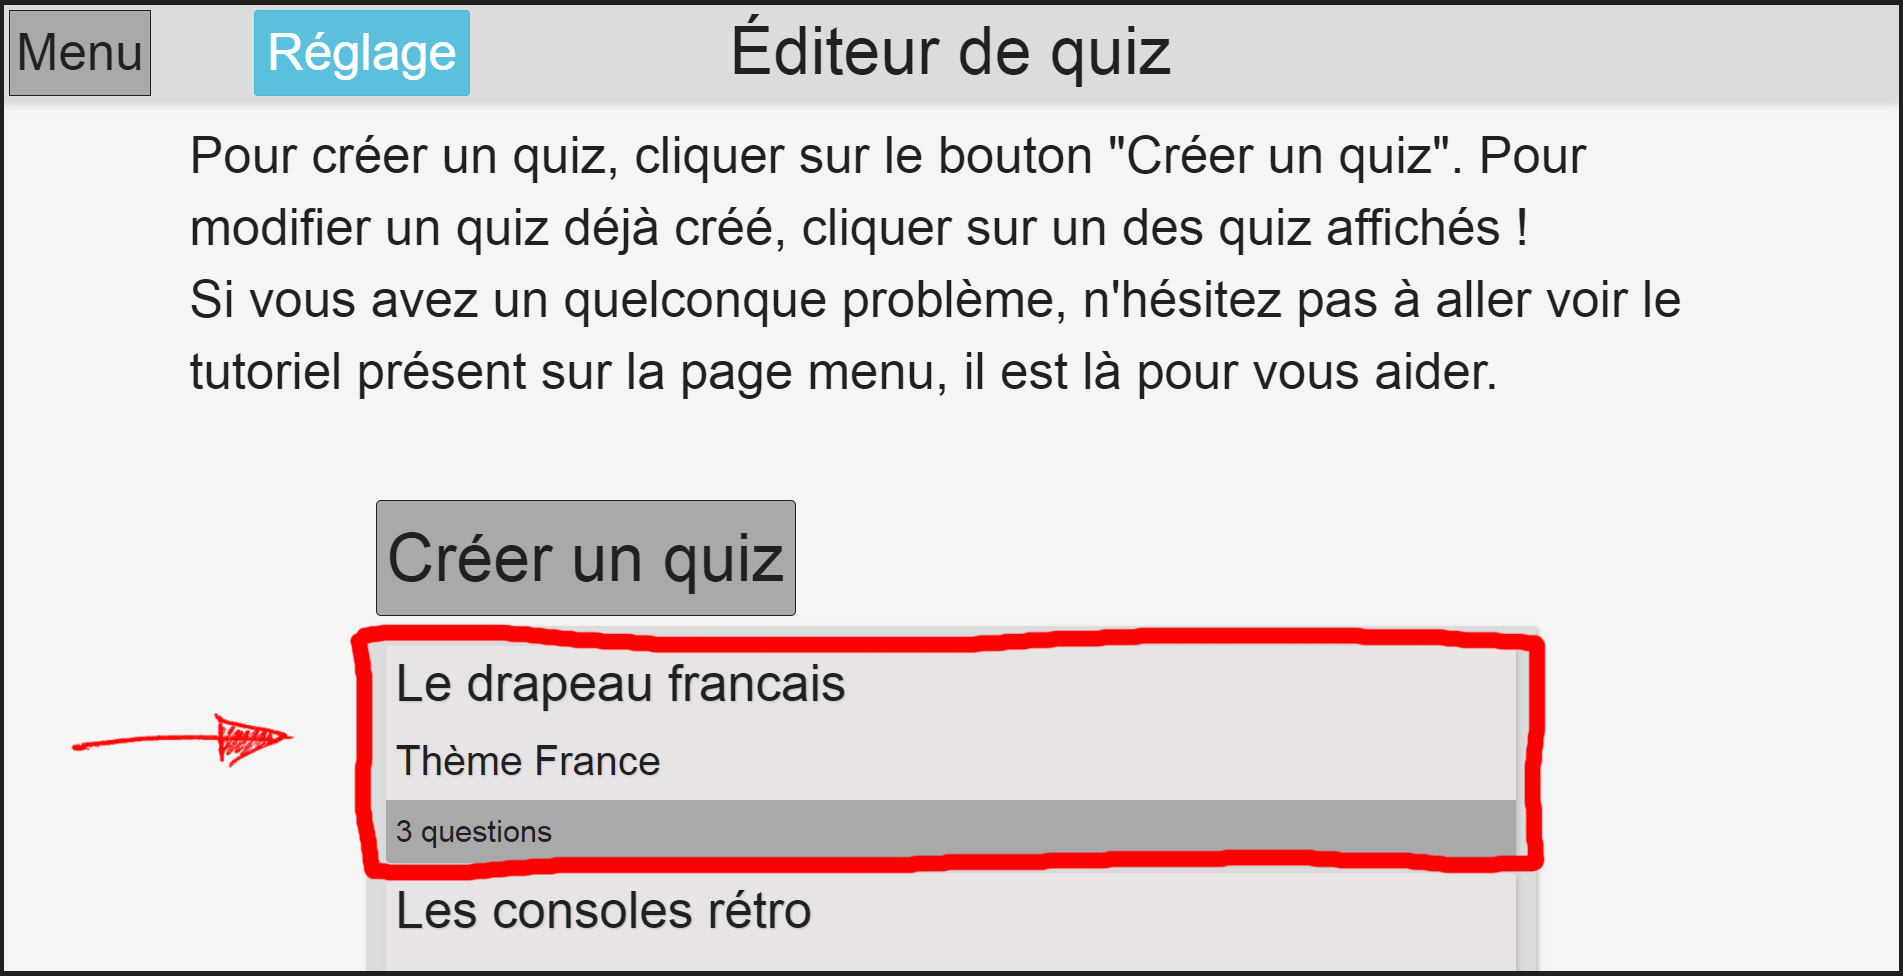 Menu
Réglage
Éditeur de quiz
Pour créer un quiz, cliquer sur le bouton "Créer un quiz". Pour
modifier un quiz déjà créé, cliquer sur un des quiz affichés !
Si vous avez un quelconque problème, n'hésitez pas à aller voir le
tutoriel présent sur la page menu, il est là pour vous aider.
Créer un quiz
Le drapeau francais
Thème France
3 questions
Les consoles rétro